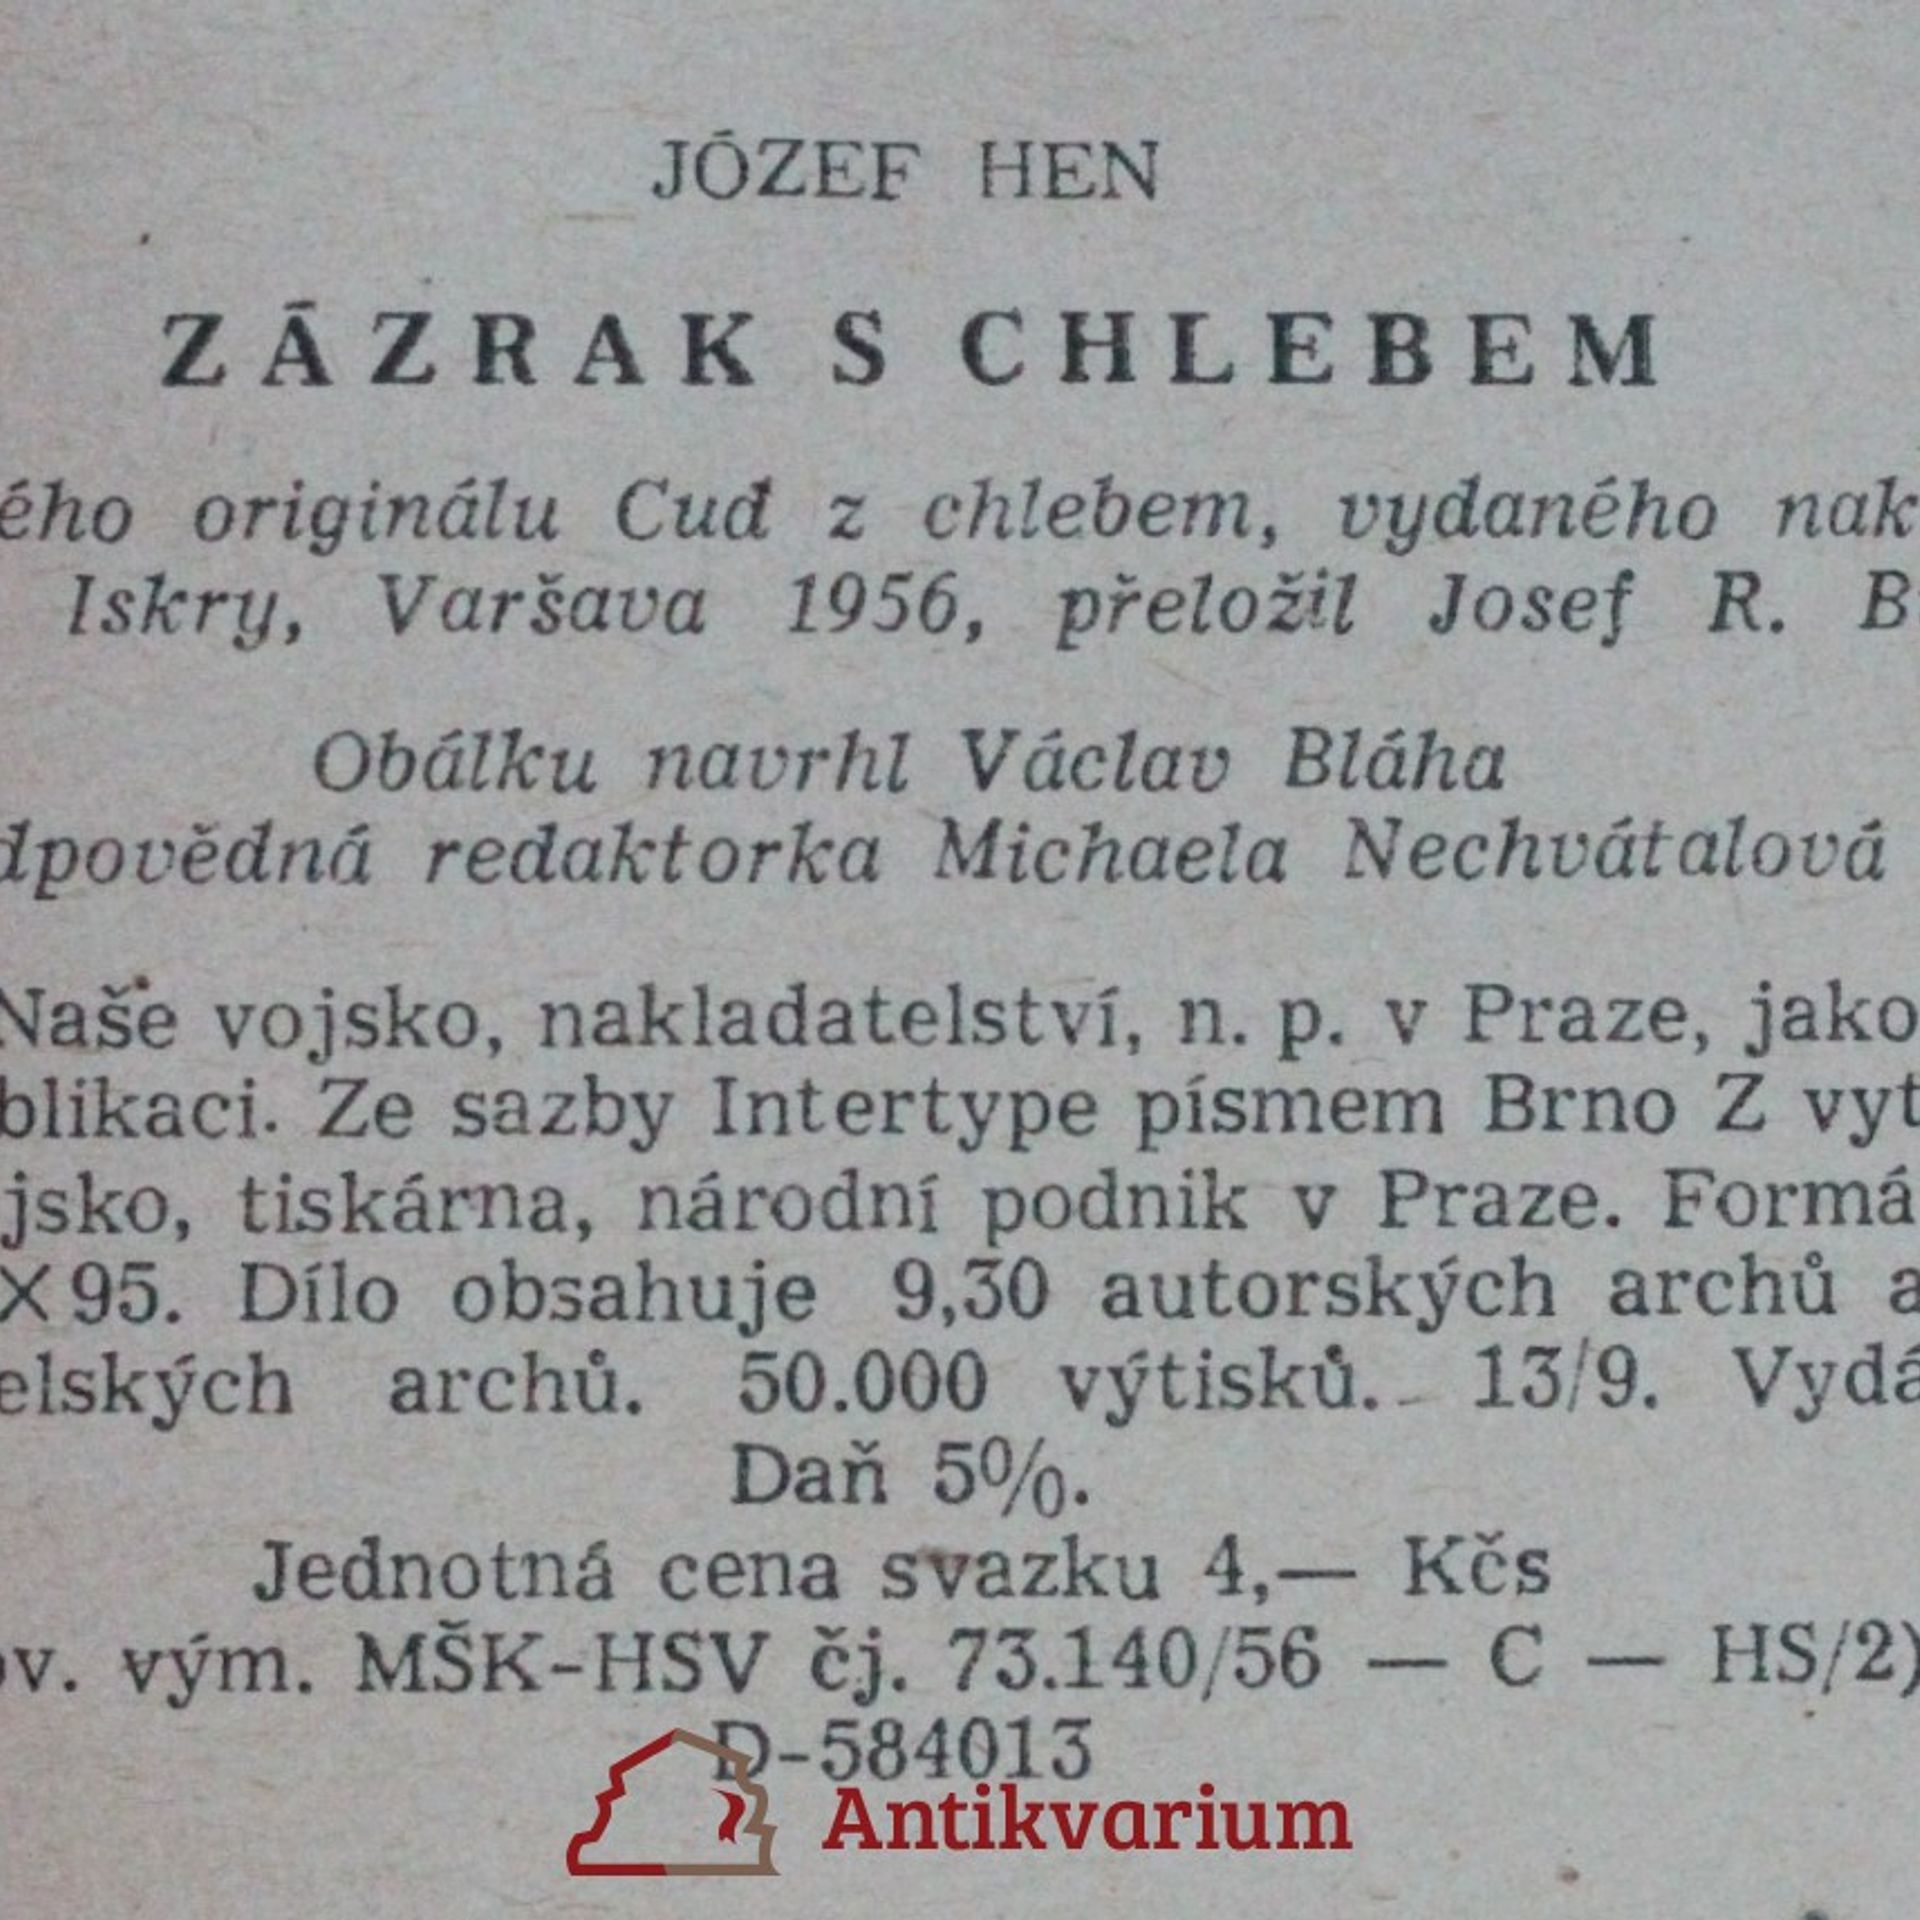 JÓZEF HEN
ZÁZRAK S CHLEBEM
ého originálu Cud z chlebem, vydaného nak
Iskry, Varšava 1956, přeložil Josef R. B
Obálku navrhl Václav Bláha
dpovědná redaktorka Michaela Nechvátalová
Naše vojsko, nakladatelství, n. p. v Praze, jako
blikaci. Ze sazby Intertype písmem Brno Z vyt
jsko, tiskárna, národní podnik v Praze. Formá
X 95. Dílo obsahuje 9,30 autorských archů a
elských archů. 50.000 výtisků. 13/9. Vydá
Daň 5%.
Jednotná cena svazku 4,— Kčs
ov. vým. MŠK-HSV čj. 73.140/56 — C — HS/2)
D-584013
Antikvarium